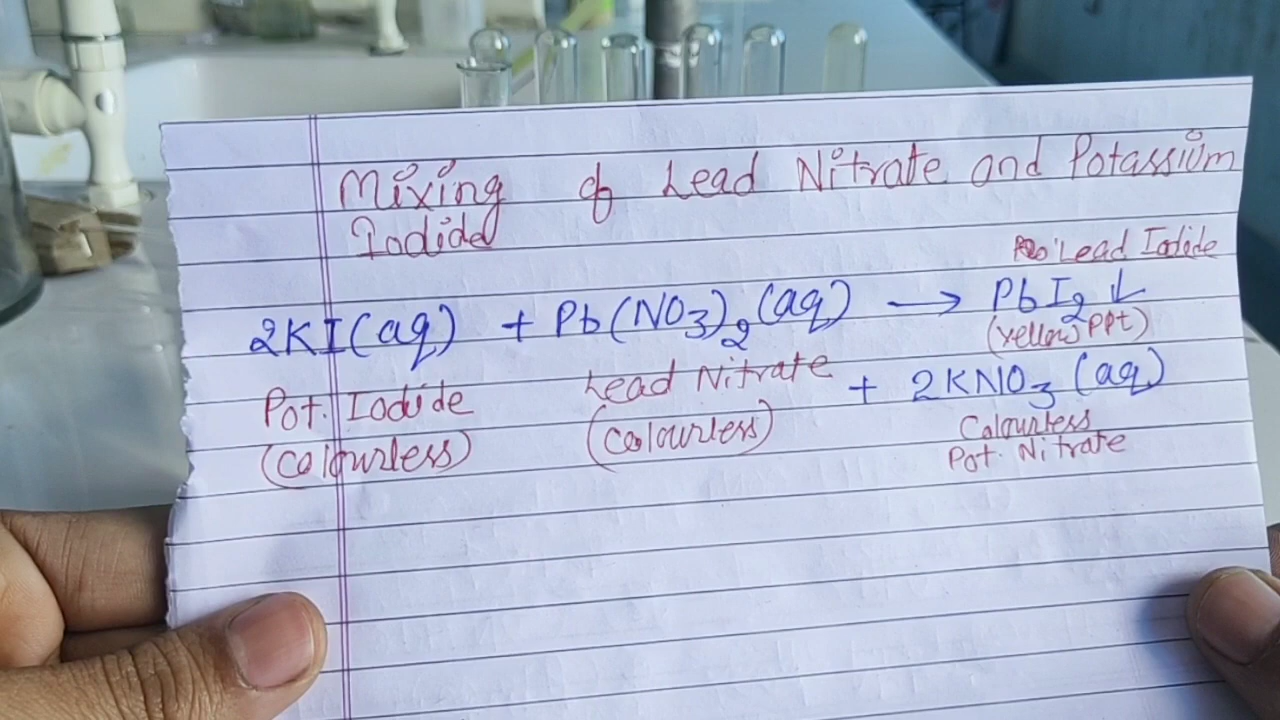 Mixing of Lead Nitrate and Potassium
Iodide
Lead Iodide
2KI(aq) + Pb(NO₃)₂(aq) → PbI₂↓
(Yellow PPt)
Pot. Iodide Lead Nitrate + 2KNO₃(aq)
(Colourless) (Colourless) Colourless
Pot. Nitrate